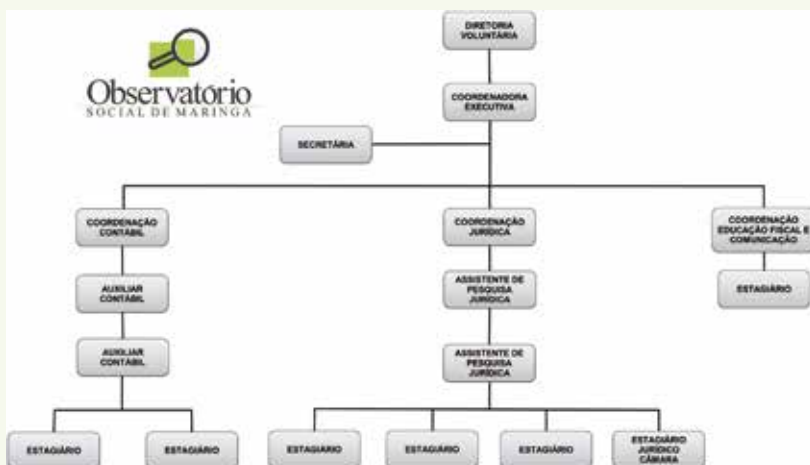 DIRETORIA
VOLUNTÁRIA
Observatório
SOCIAL DE MARINGA
COORDENADORA
EXECUTIVA
SECRETÁRIA
COORDENAÇÃO
CONTÁBIL
COORDENAÇÃO
JURÍDICA
COORDENAÇÃO
EDUCAÇÃO FISCAL E
COMUNICAÇÃO
AUXILIAR
CONTÁBIL
ASSISTENTE DE
PESQUISA
JURÍDICA
ESTAGIÁRIO
AUXILIAR
CONTÁBIL
ASSISTENTE DE
PESQUISA
JURÍDICA
ESTAGIÁRIO
ESTAGIÁRIO
ESTAGIÁRIO
ESTAGIÁRIO
ESTAGIÁRIO
ESTAGIÁRIO
JURÍDICO
CÂMARA